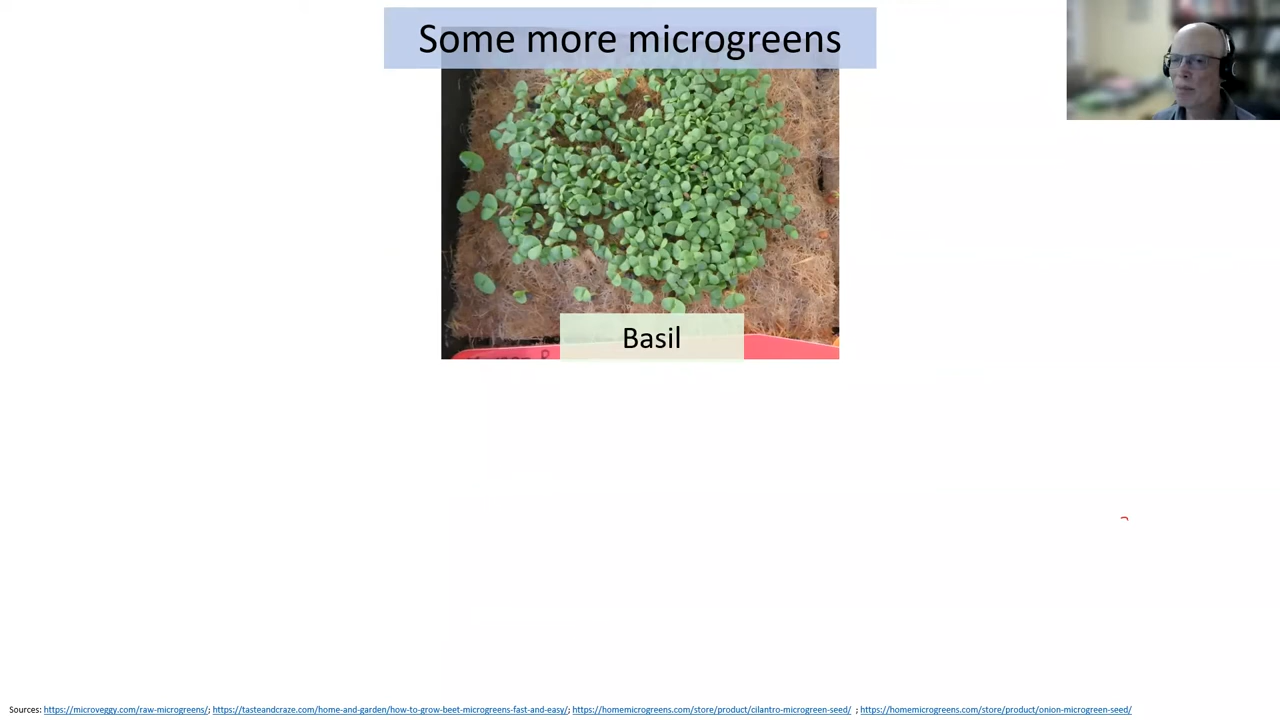 Some more microgreens
Basil
Sources: https://microveggy.com/raw-microgreens/; https://tasteandcraze.com/home-and-garden/how-to-grow-beet-microgreens-fast-and-easy/; https://homemicrogreens.com/store/product/cilantro-microgreen-seed/ ; https://homemicrogreens.com/store/product/onion-microgreen-seed/